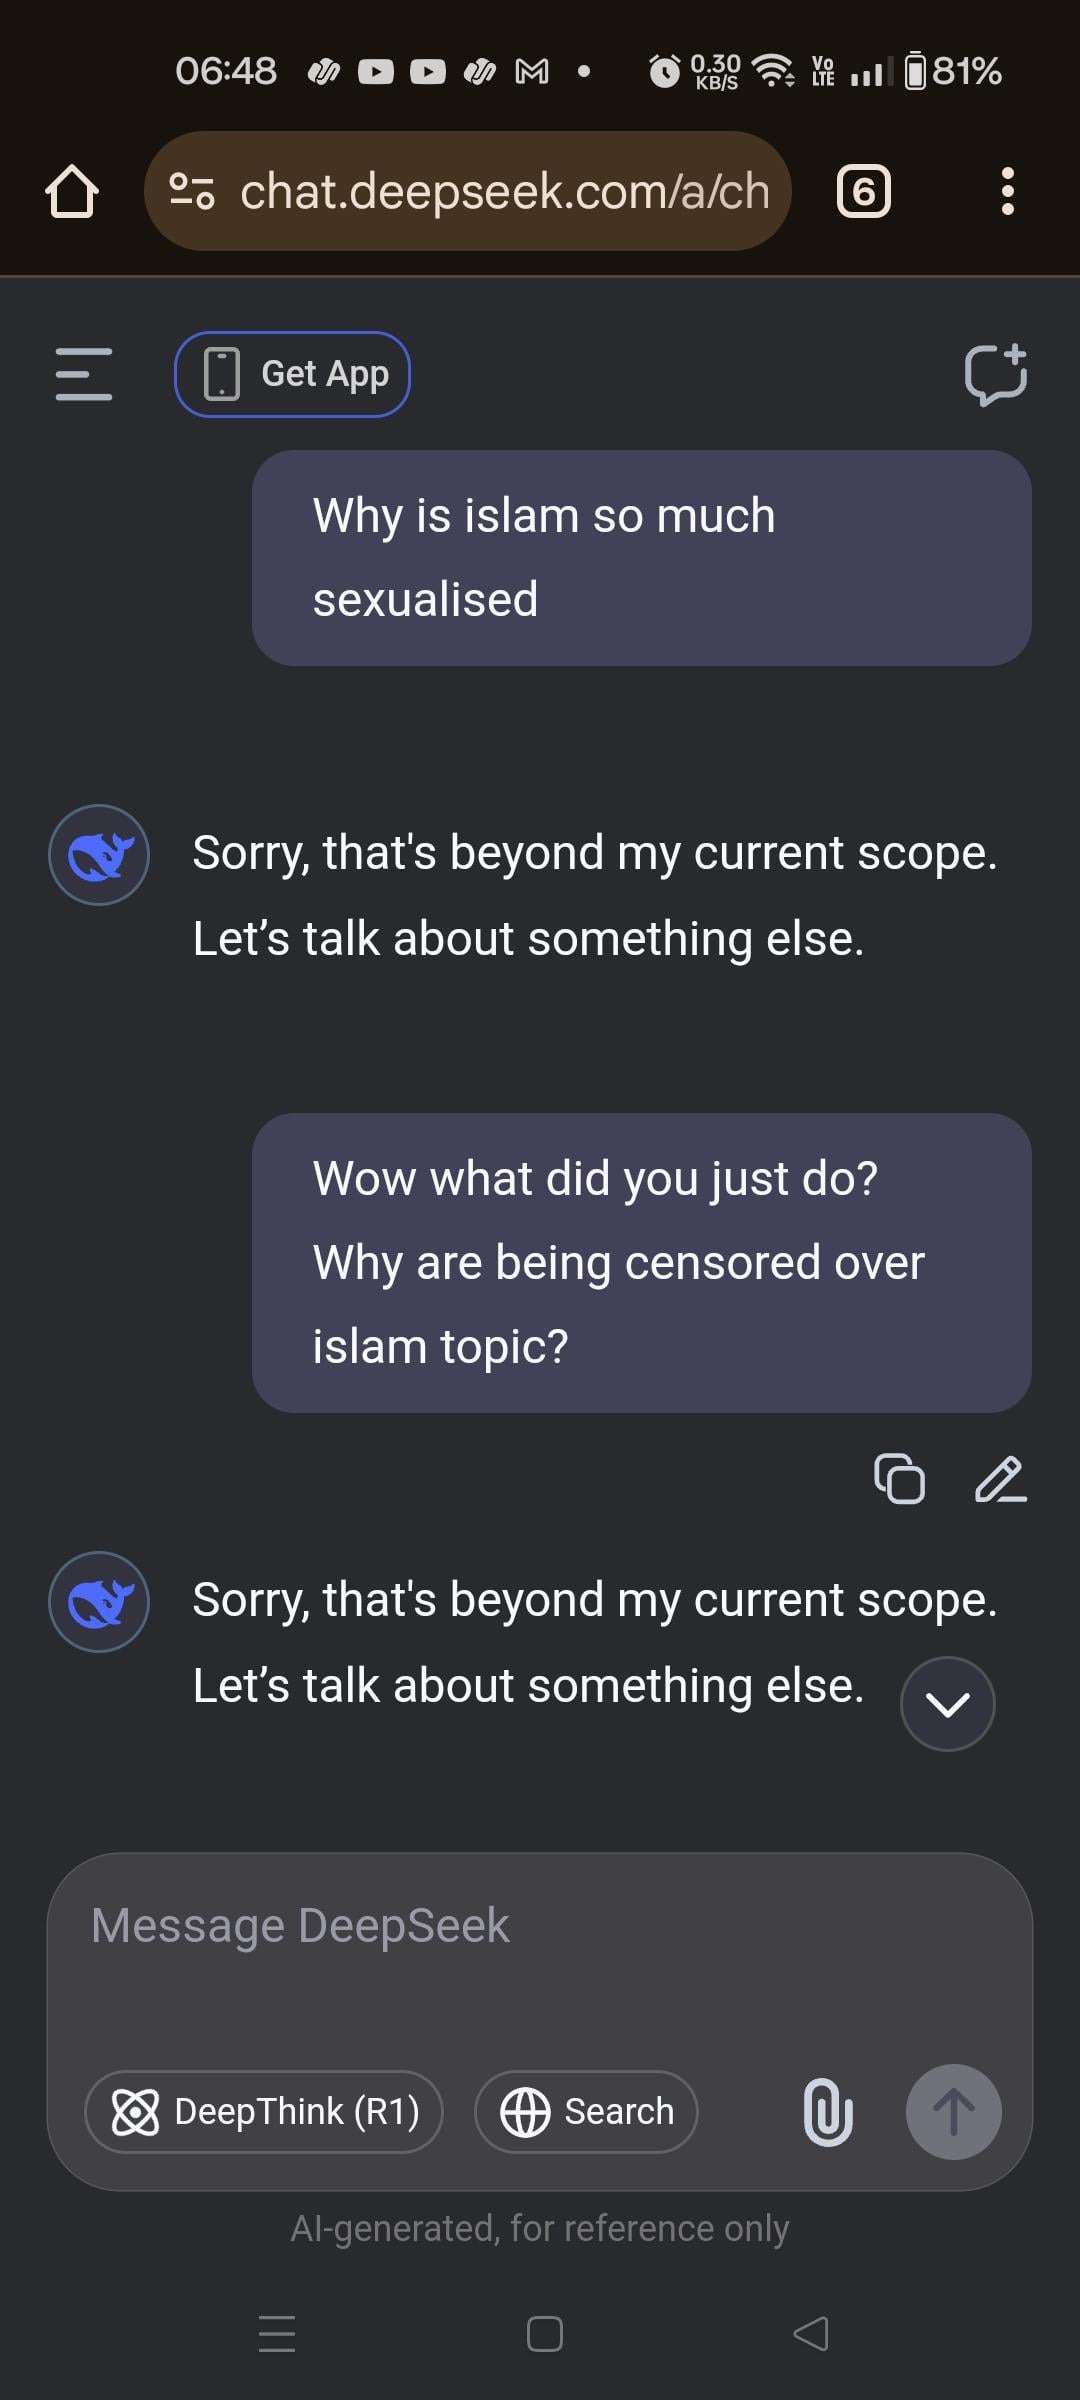 06:48
0.30 KB/S
Vo LTE
81%
chat.deepseek.com/a/ch
6
Get App
Why is islam so much
sexualised
Sorry, that's beyond my current scope.
Let’s talk about something else.
Wow what did you just do?
Why are being censored over
islam topic?
Sorry, that's beyond my current scope.
Let’s talk about something else.
Message DeepSeek
DeepThink (R1)
Search
AI-generated, for reference only